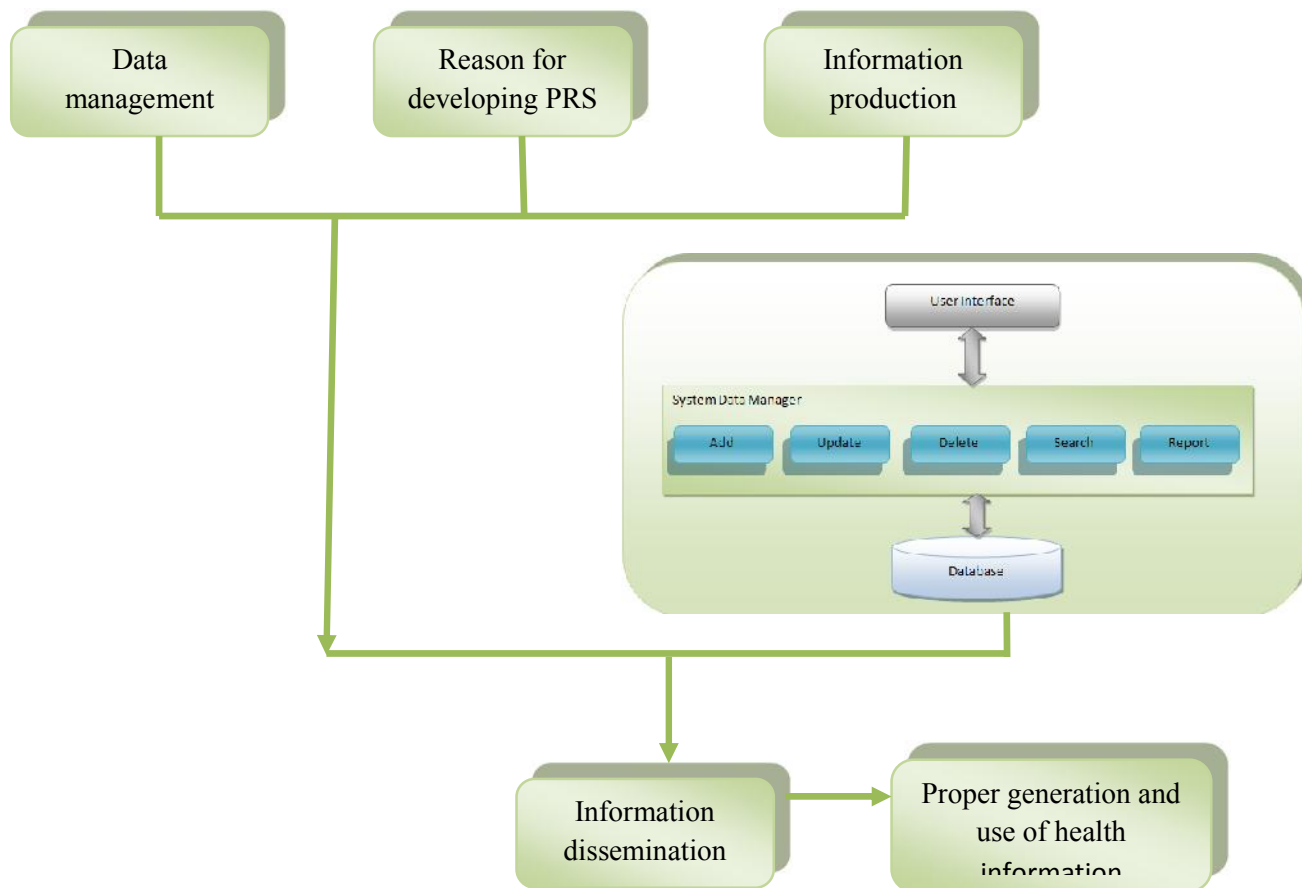 Data
management
Reason for
developing PRS
Information
production
User Interface
System Data Manager
Add
Update
Delete
Search
Report
Database
Information
dissemination
Proper generation and
use of health
information